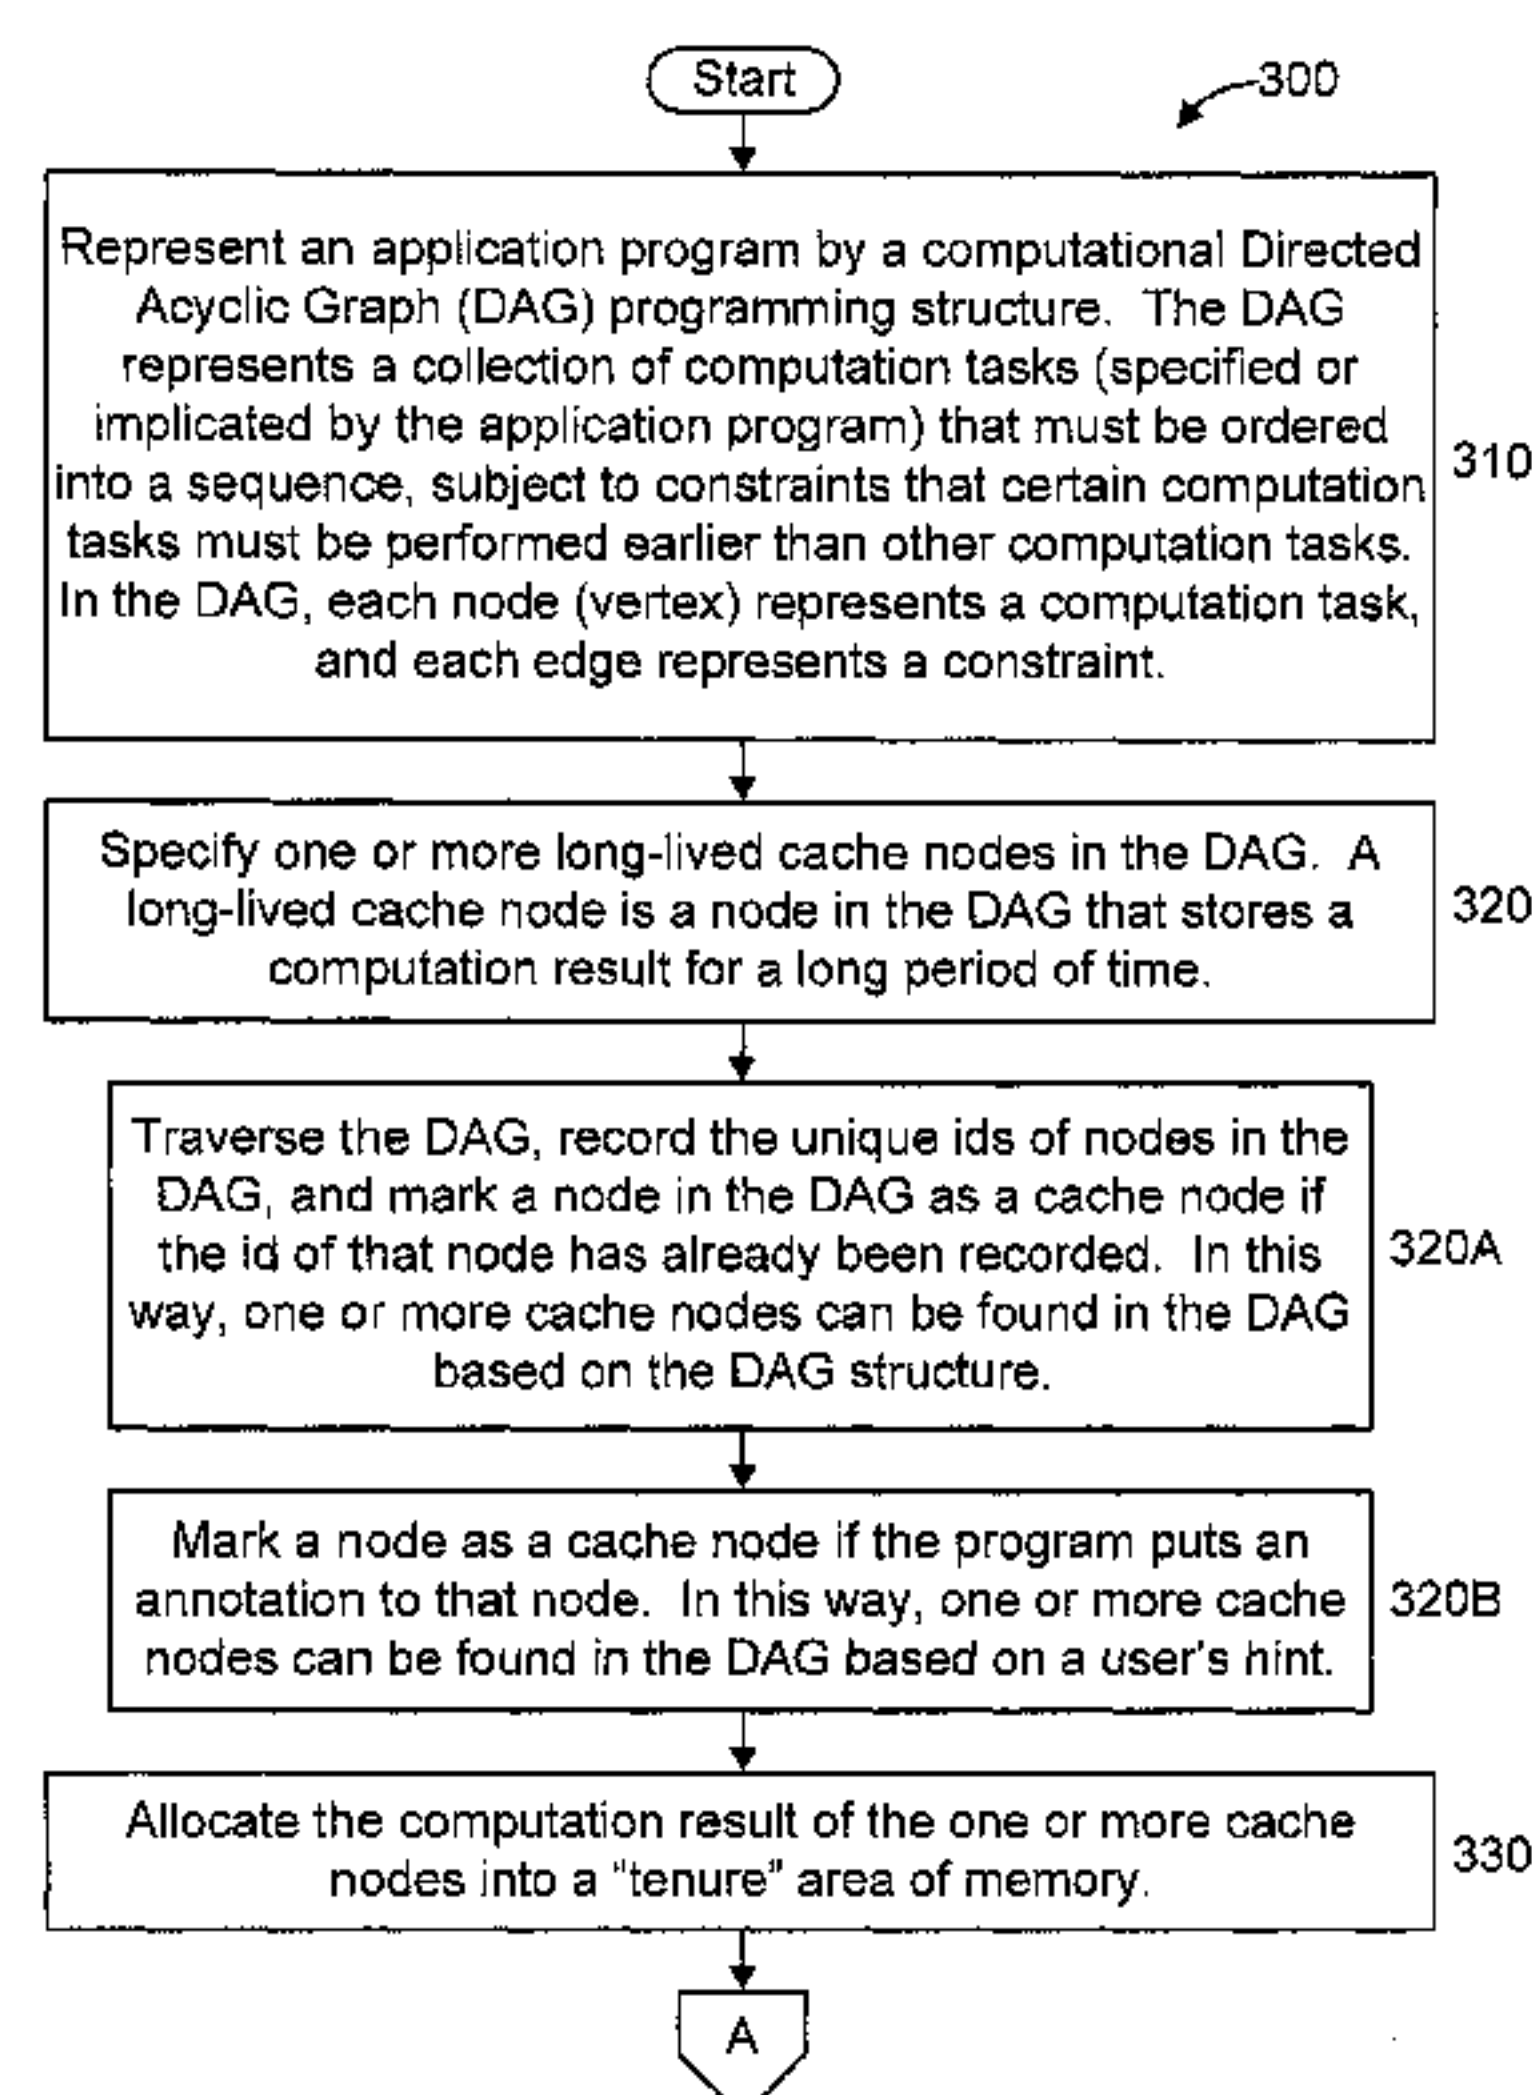 Start
300
Represent an application program by a computational Directed
Acyclic Graph (DAG) programming structure. The DAG
represents a collection of computation tasks (specified or
implicated by the application program) that must be ordered
into a sequence, subject to constraints that certain computation
tasks must be performed earlier than other computation tasks.
In the DAG, each node (vertex) represents a computation task,
and each edge represents a constraint.
310
Specify one or more long-lived cache nodes in the DAG. A
long-lived cache node is a node in the DAG that stores a
computation result for a long period of time.
320
Traverse the DAG, record the unique ids of nodes in the
DAG, and mark a node in the DAG as a cache node if
the id of that node has already been recorded. In this
way, one or more cache nodes can be found in the DAG
based on the DAG structure.
320A
Mark a node as a cache node if the program puts an
annotation to that node. In this way, one or more cache
nodes can be found in the DAG based on a user's hint.
320B
Allocate the computation result of the one or more cache
nodes into a "tenure" area of memory.
330
A